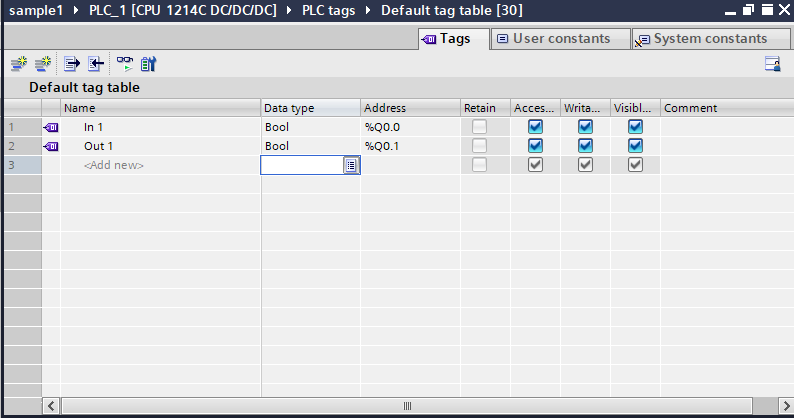 sample1 ▸ PLC_1 [CPU 1214C DC/DC/DC] ▸ PLC tags ▸ Default tag table [30]
Tags User constants System constants
Default tag table
Name Data type Address Retain Acces... Writa... Visibl... Comment
1 In 1 Bool %Q0.0
2 Out 1 Bool %Q0.1
3 <Add new>